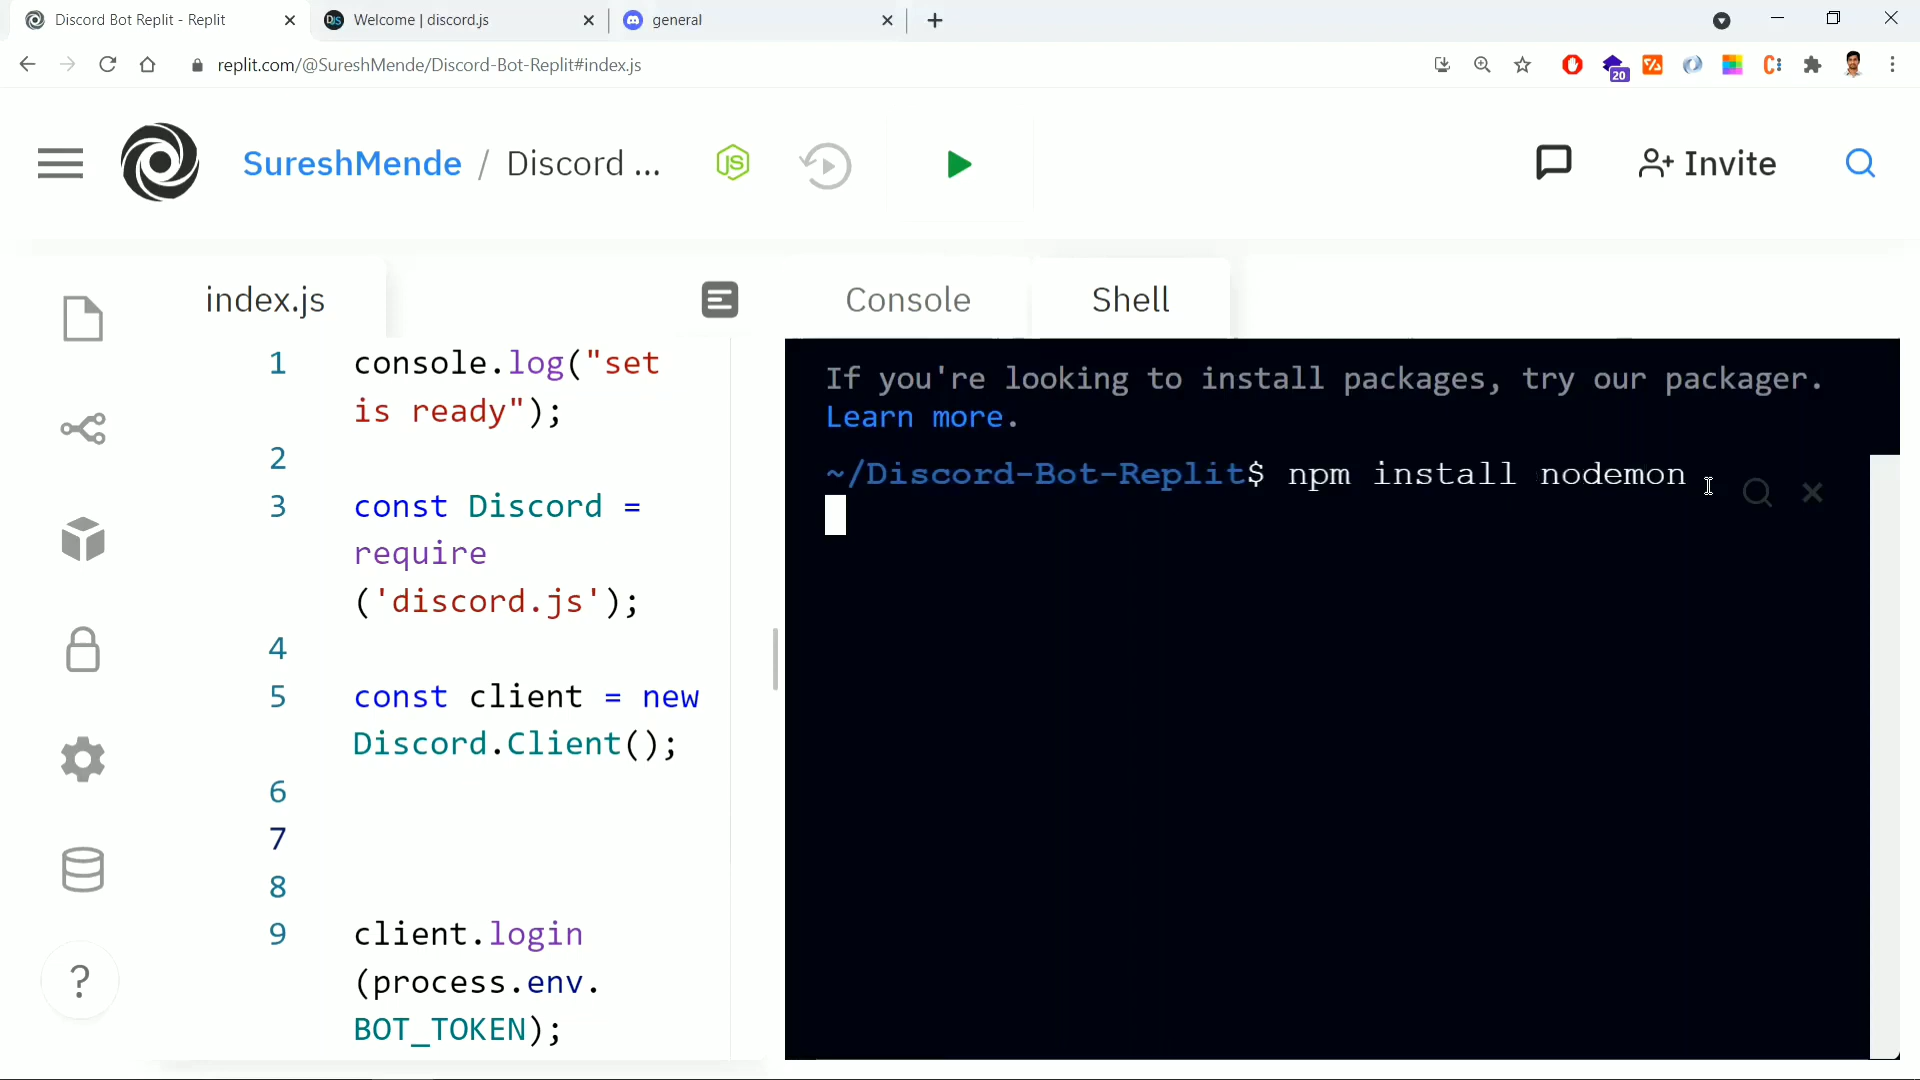 Discord Bot Replit - Replit
Welcome | discord.js
general
replit.com/@SureshMende/Discord-Bot-Replit#index.js
20
SureshMende / Discord ...
JS
Invite
index.js
Console
Shell
1 console.log("set
is ready");
2
3 const Discord =
require
('discord.js');
4
5 const client = new
Discord.Client();
6
7
8
9 client.login
(process.env.
BOT_TOKEN);
?
If you're looking to install packages, try our packager.
Learn more.
~/Discord-Bot-Replit$ npm install nodemon